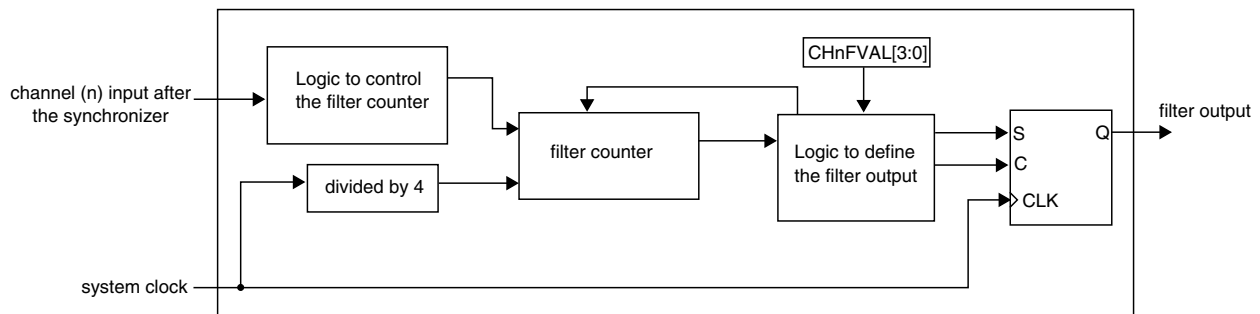 CHnFVAL[3:0]
Logic to control
the filter counter
channel (n) input after
the synchronizer
filter output
S
Q
filter counter
Logic to define
the filter output
C
divided by 4
CLK
system clock